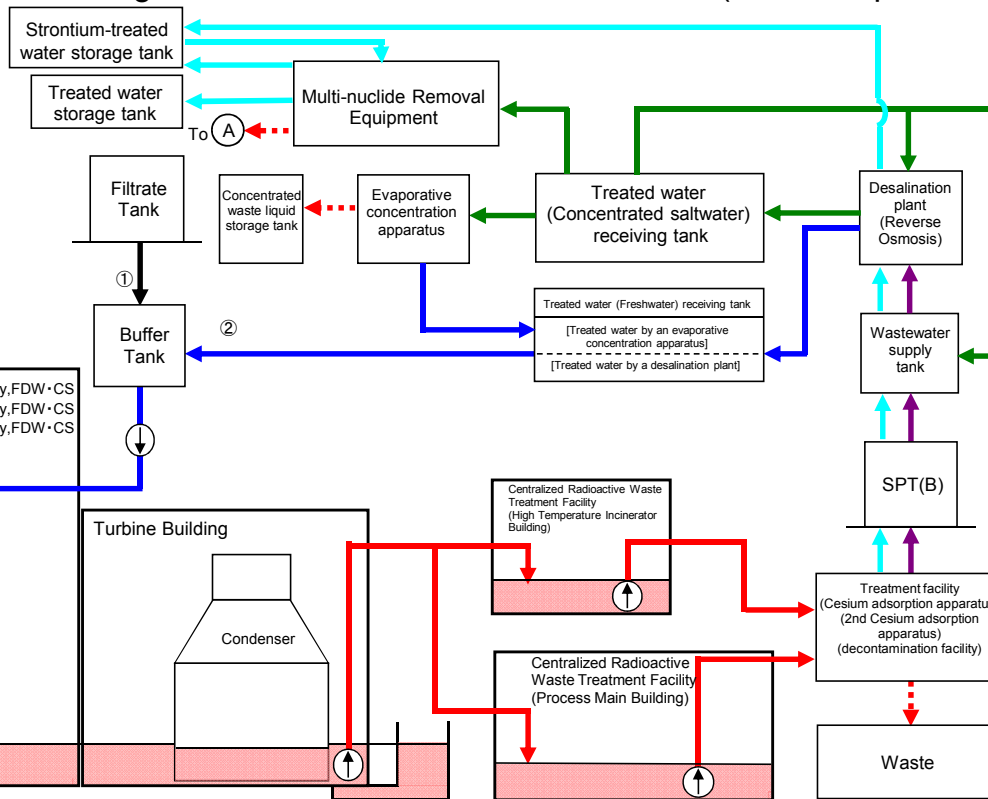 Strontium-treated
water storage tank
Treated water
storage tank
Multi-nuclide Removal
Equipment
To A
Filtrate
Tank
Concentrated
waste liquid
storage tank
Evaporative
concentration
apparatus
Treated water
(Concentrated saltwater)
receiving tank
Desalination
plant
(Reverse
Osmosis)
①
Buffer
Tank
②
Treated water (Freshwater) receiving tank
[Treated water by an evaporative
concentration apparatus]
[Treated water by a desalination plant]
Wastewater
supply
tank
y,FDW・CS
y,FDW・CS
y,FDW・CS
SPT(B)
Turbine Building
Condenser
Centralized Radioactive Waste
Treatment Facility
(High Temperature Incinerator
Building)
Treatment facility
(Cesium adsorption apparatu
(2nd Cesium adsorption
apparatus)
(decontamination facility)
Centralized Radioactive
Waste Treatment Facility
(Process Main Building)
Waste